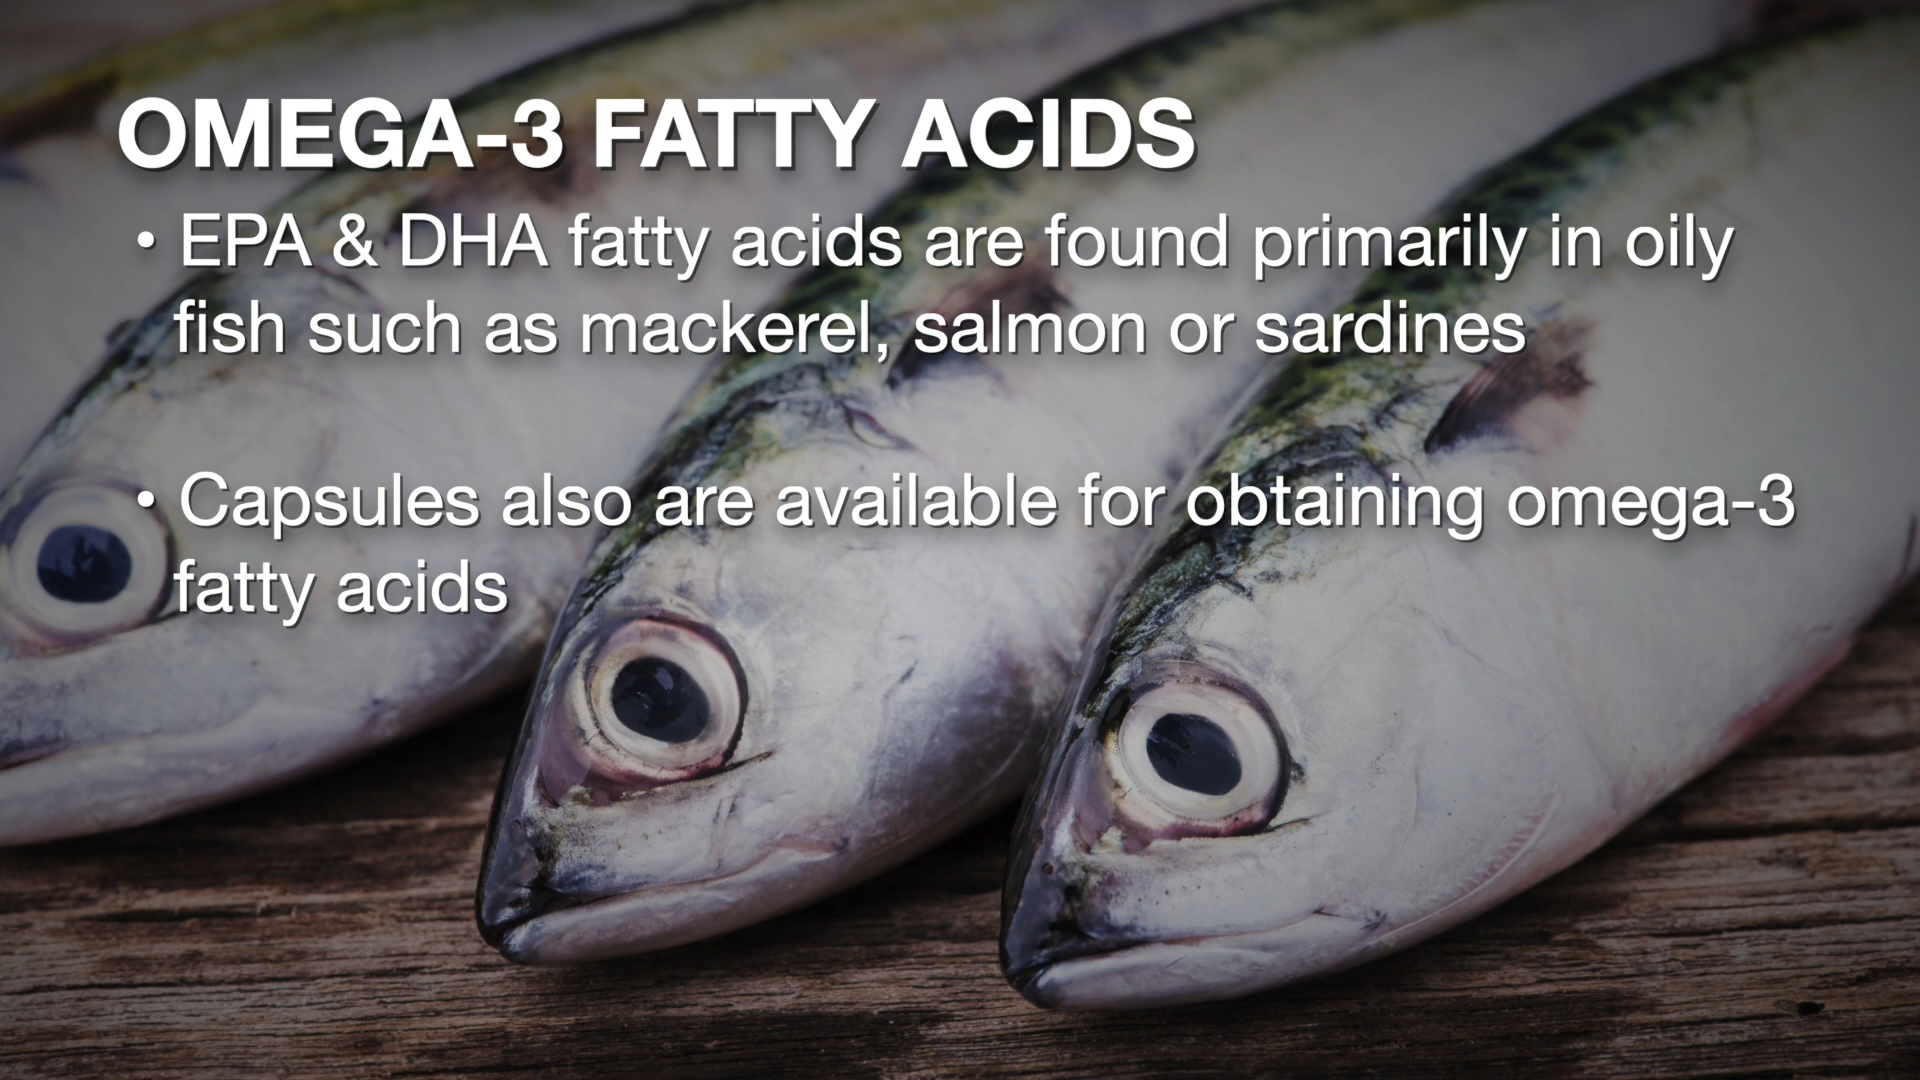 OMEGA-3 FATTY ACIDS
• EPA & DHA fatty acids are found primarily in oily
fish such as mackerel, salmon or sardines
• Capsules also are available for obtaining omega-3
fatty acids